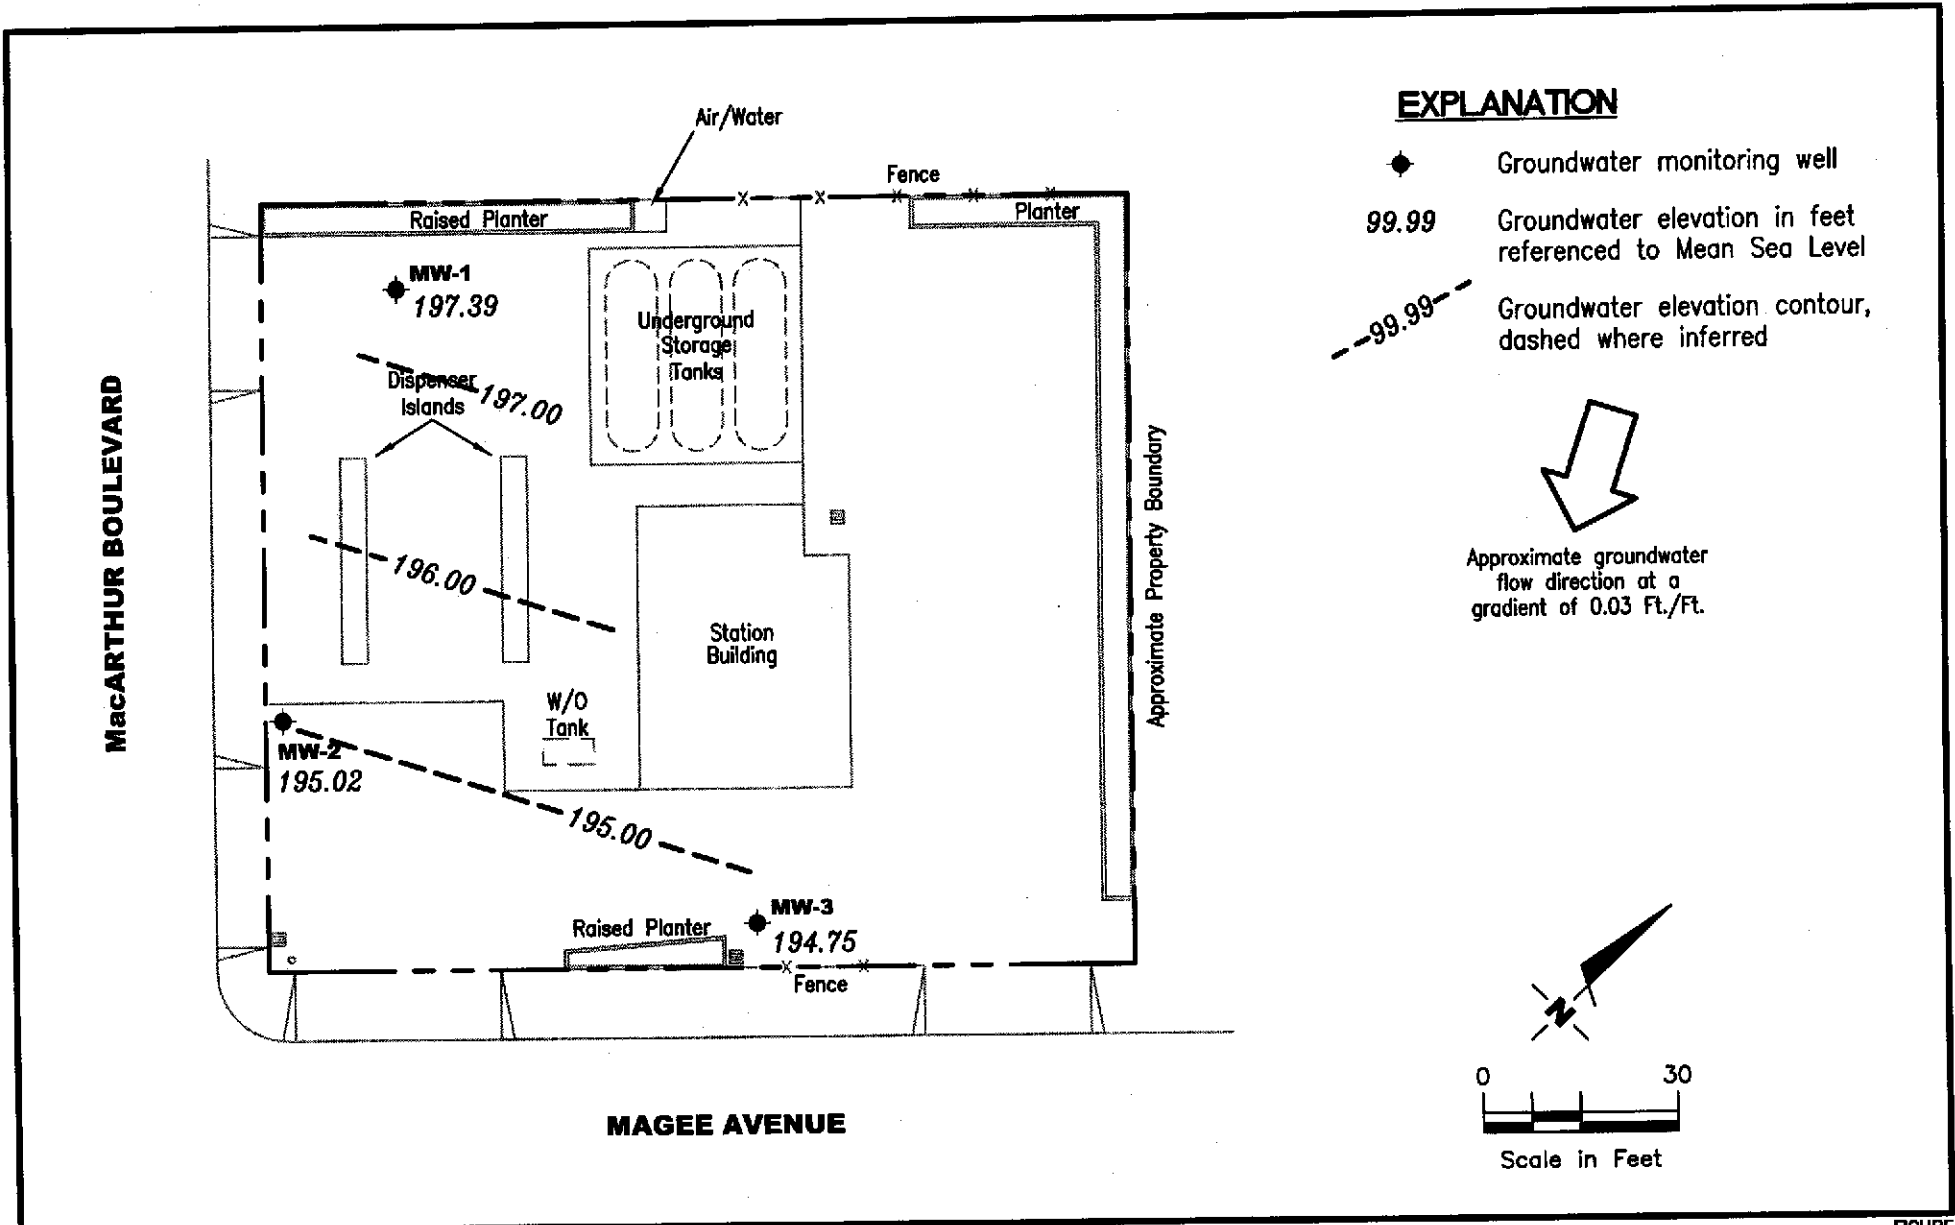 EXPLANATION
Groundwater monitoring well
99.99
Groundwater elevation in feet
referenced to Mean Sea Level
99.99
Groundwater elevation contour,
dashed where inferred
Approximate groundwater
flow direction at a
gradient of 0.03 Ft./Ft.
Air/Water
Fence
Raised Planter
Planter
MW-1
197.39
Underground
Storage
Tanks
Dispenser
Islands
197.00
196.00
Station
Building
W/O
Tank
MW-2
195.02
195.00
MW-3
194.75
Raised Planter
Fence
Approximate Property Boundary
MacARTHUR BOULEVARD
MAGEE AVENUE
N
0 30
Scale in Feet